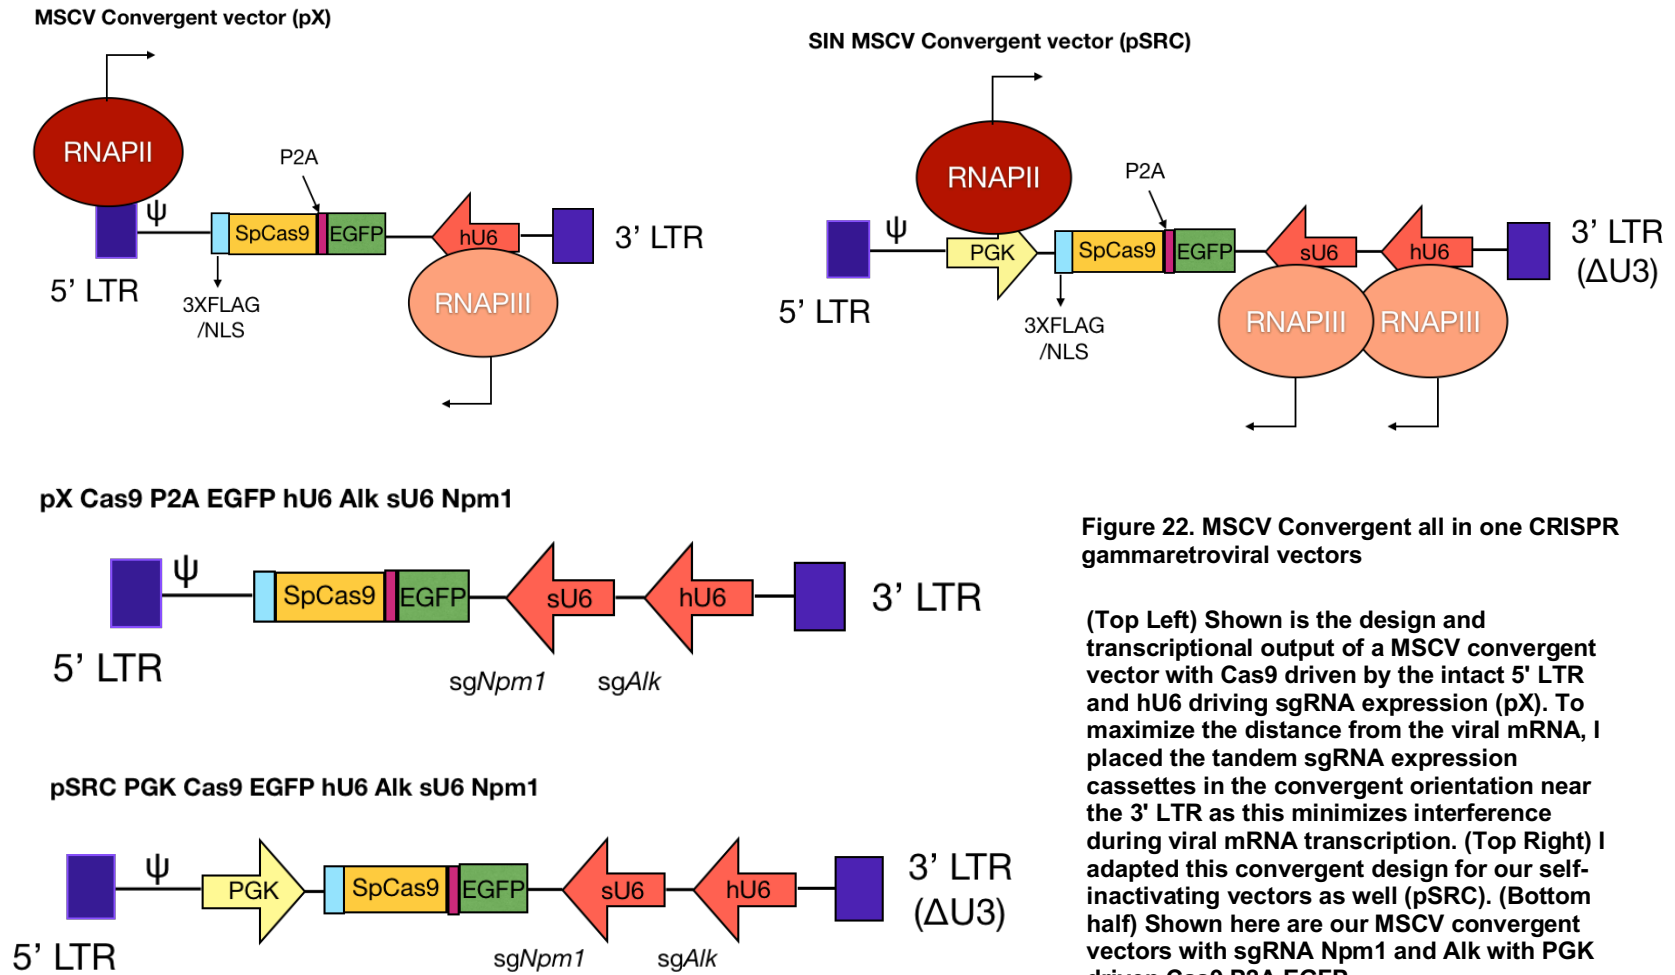 MSCV Convergent vector (pX)
RNAPII
P2A
ψ
SpCas9
EGFP
hU6
3' LTR
5' LTR
3XFLAG
/NLS
RNAPIII
SIN MSCV Convergent vector (pSRC)
RNAPII
P2A
ψ
PGK
SpCas9
EGFP
sU6
hU6
3' LTR
(ΔU3)
5' LTR
3XFLAG
/NLS
RNAPIII
RNAPIII
pX Cas9 P2A EGFP hU6 Alk sU6 Npm1
ψ
SpCas9
EGFP
sU6
hU6
3' LTR
5' LTR
sgNpm1
sgAlk
pSRC PGK Cas9 EGFP hU6 Alk sU6 Npm1
ψ
PGK
SpCas9
EGFP
sU6
hU6
3' LTR
(ΔU3)
5' LTR
sgNpm1
sgAlk
Figure 22. MSCV Convergent all in one CRISPR
gammaretroviral vectors
(Top Left) Shown is the design and
transcriptional output of a MSCV convergent
vector with Cas9 driven by the intact 5' LTR
and hU6 driving sgRNA expression (pX). To
maximize the distance from the viral mRNA, I
placed the tandem sgRNA expression
cassettes in the convergent orientation near
the 3' LTR as this minimizes interference
during viral mRNA transcription. (Top Right) I
adapted this convergent design for our self-
inactivating vectors as well (pSRC). (Bottom
half) Shown here are our MSCV convergent
vectors with sgRNA Npm1 and Alk with PGK
driven Cas9 P2A EGFP